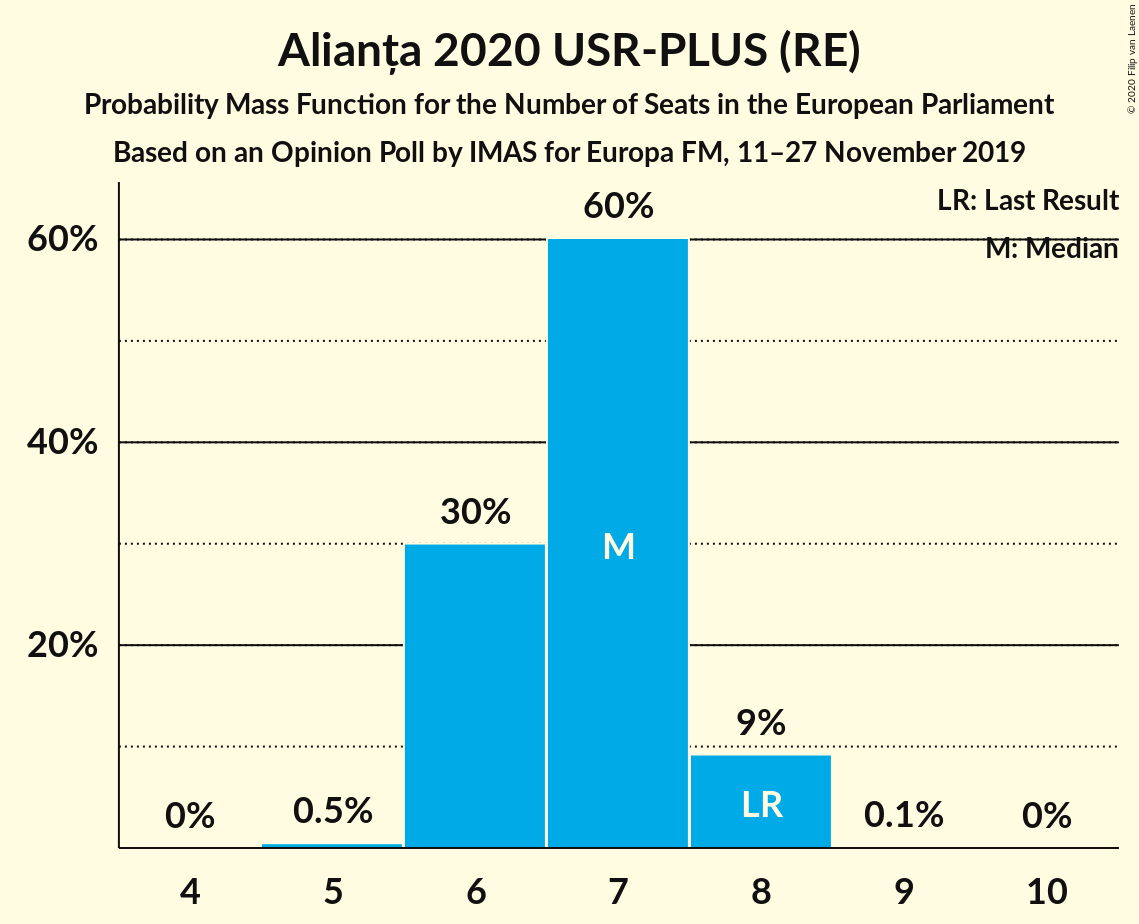 Alianța 2020 USR-PLUS (RE)
Probability Mass Function for the Number of Seats in the European Parliament
Based on an Opinion Poll by IMAS for Europa FM, 11–27 November 2019
© 2020 Filip van Laenen
LR: Last Result
M: Median
60%
40%
20%
0%
0.5%
30%
60%
9%
0.1%
0%
M
LR
4 5 6 7 8 9 10